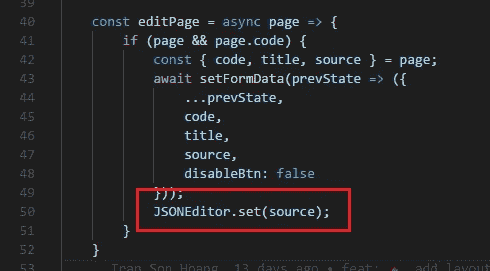 40 const editPage = async page => {
41 if (page && page.code) {
42 const { code, title, source } = page;
43 await setFormData(prevState => ({
44 ...prevState,
45 code,
46 title,
47 source,
48 disableBtn: false
49 }));
50 JSONEditor.set(source);
51 }
52 }
53 Tran Son Hoang, 13 days ago • feat: add layout